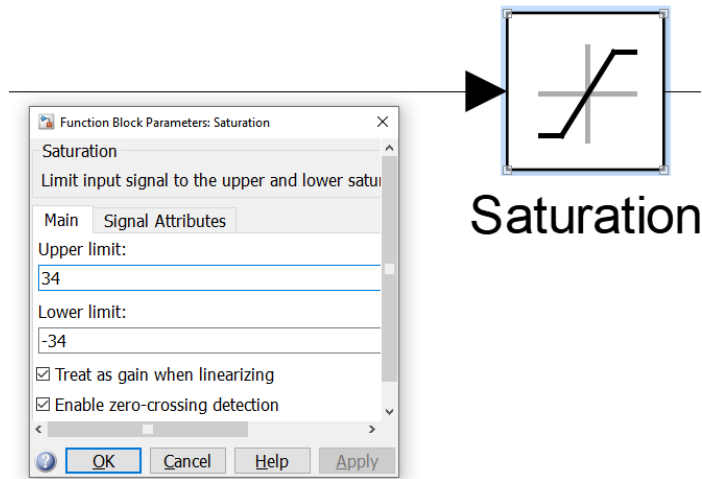 Function Block Parameters: Saturation
Saturation
Limit input signal to the upper and lower satu
Main Signal Attributes
Upper limit:
34
Lower limit:
-34
Treat as gain when linearizing
Enable zero-crossing detection
OK Cancel Help Apply
Saturation